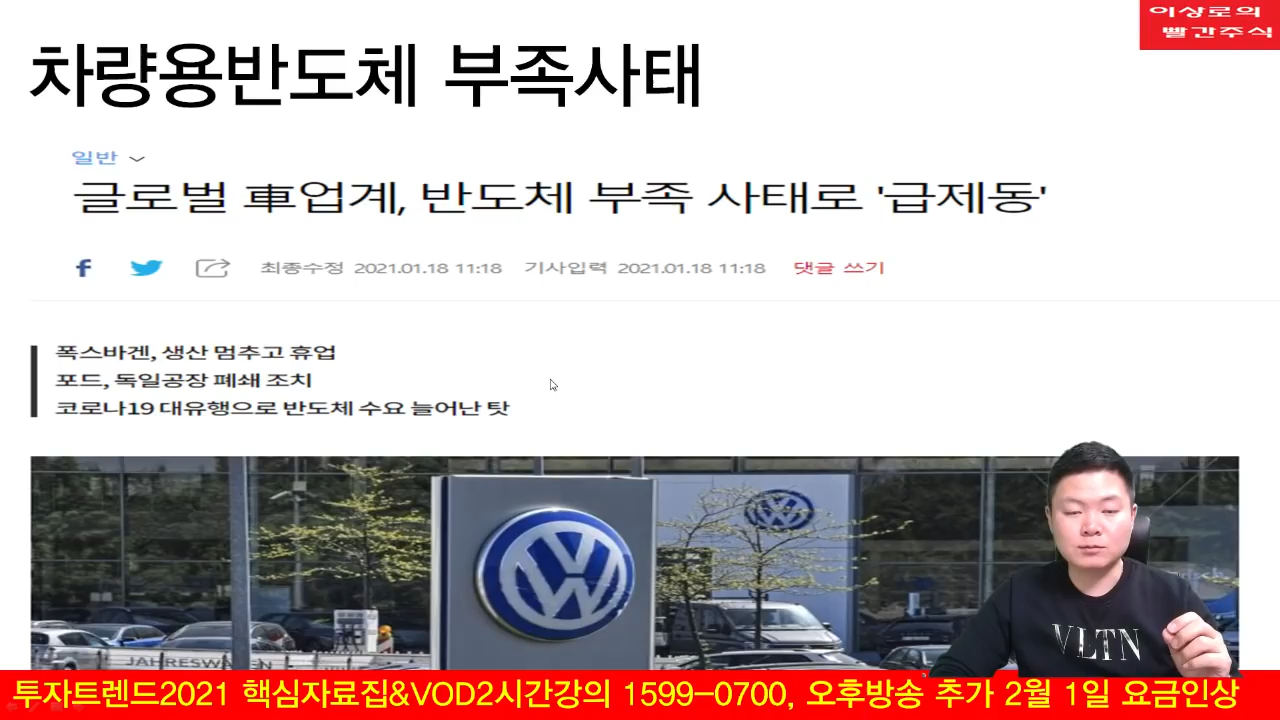 이상로의
빨간주식
차량용반도체 부족사태
일반
글로벌 車업계, 반도체 부족 사태로 '급제동'
최종수정 2021.01.18 11:18 기사입력 2021.01.18 11:18 댓글 쓰기
폭스바겐, 생산 멈추고 휴업
포드, 독일공장 폐쇄 조치
코로나19 대유행으로 반도체 수요 늘어난 탓
JAHRESWAGEN
VLTN
투자트렌드2021 핵심자료집&VOD2시간강의 1599-0700, 오후방송 추가 2월 1일 요금인상